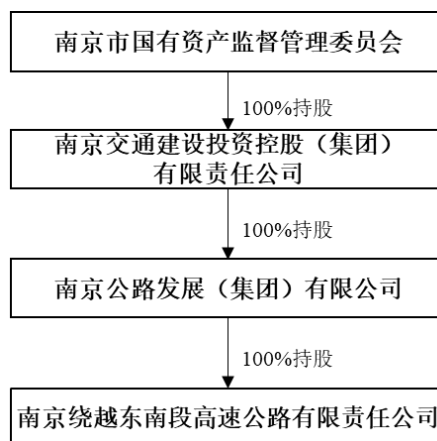 南京市国有资产监督管理委员会
100%持股
南京交通建设投资控股（集团）
有限责任公司
100%持股
南京公路发展（集团）有限公司
100%持股
南京绕越东南段高速公路有限责任公司